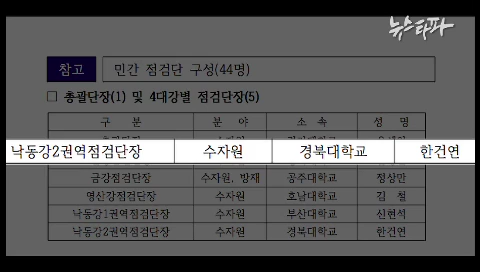 뉴스타파
참고 민간 점검단 구성(44명)
□ 총괄단장(1) 및 4대강별 점검단장(5)
구 분 분 야 소 속 성 명
낙동강2권역점검단장 수자원 경북대학교 한건연
금강점검단장 수자원, 방재 공주대학교 정상만
영산강점검단장 수자원 호남대학교 김 철
낙동강1권역점검단장 수자원 부산대학교 신현석
낙동강2권역점검단장 수자원 경북대학교 한건연